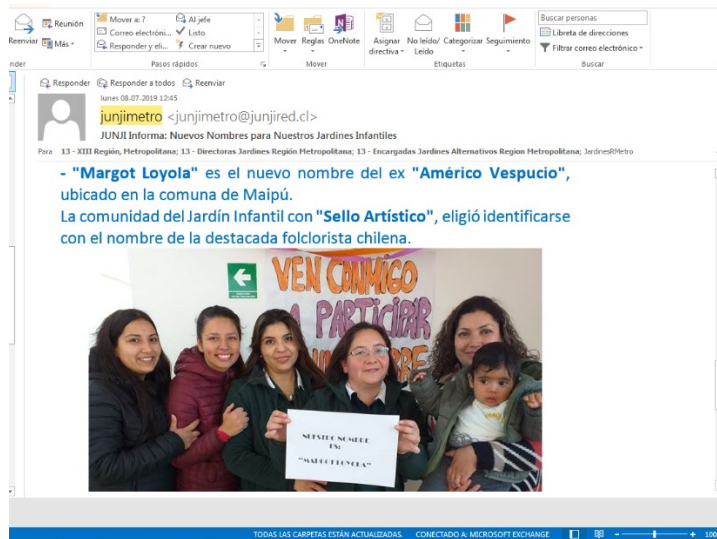 Reenviar
Reunión
Más
Mover a: ?
Correo electróni...
Responder y eli...
Al jefe
Listo
Crear nuevo
Pasos rápidos
Mover
Reglas
OneNote
Mover
Asignar directiva
No leído/ Leído
Categorizar
Seguimiento
Etiquetas
Buscar personas
Libreta de direcciones
Filtrar correo electrónico
Buscar
Responder
Responder a todos
Reenviar
lunes 08-07-2019 12:45
junjimetro <junjimetro@junjired.cl>
JUNJI Informa: Nuevos Nombres para Nuestros Jardines Infantiles
Para 13 - XIII Región, Metropolitana; 13 - Directoras Jardines Región Metropolitana; 13 - Encargadas Jardines Alternativos Region Metropolitana; JardinesRMetro
- "Margot Loyola" es el nuevo nombre del ex "Américo Vespucio",
ubicado en la comuna de Maipú.
La comunidad del Jardín Infantil con "Sello Artístico", eligió identificarse
con el nombre de la destacada folclorista chilena.
VEN CONMIGO
A PARTICIPAR
NUESTRO NOMBRE
ES:
"MARGOT LOYOLA"
TODAS LAS CARPETAS ESTÁN ACTUALIZADAS. CONECTADO A: MICROSOFT EXCHANGE
100